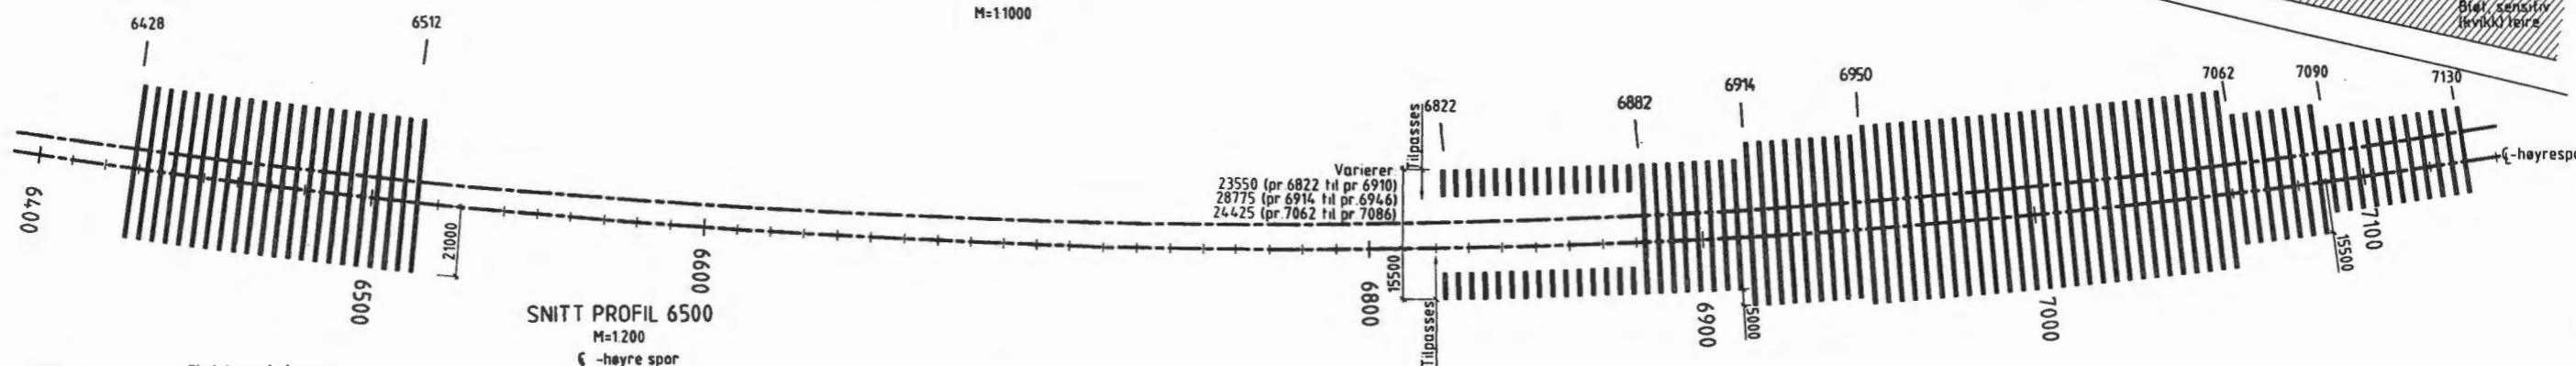 M=1:1000
Bløt, sensitiv
(kvikk) leire
6428
6512
6822
6882
6914
6950
7062
7090
7130
Tilpasses
Varierer:
23550 (pr.6822 til pr.6910)
28775 (pr.6914 til pr.6946)
24425 (pr.7062 til pr.7086)
15500
Tilpasses
21000
15000
15500
6400
6500
6600
6800
6900
7000
7100
℄-høyrespo
SNITT PROFIL 6500
M=1:200
℄ -høyre spor